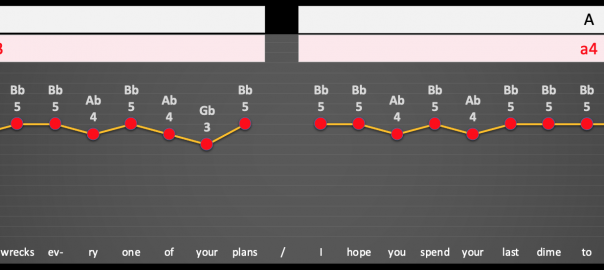 A
a4
Bb Bb Ab Bb Ab Gb Bb Bb Bb Ab Bb Ab Bb Bb Bb
5 5 4 5 4 3 5 5 5 4 5 4 5 5 5
wrecks ev- ry one of your plans / I hope you spend your last dime to